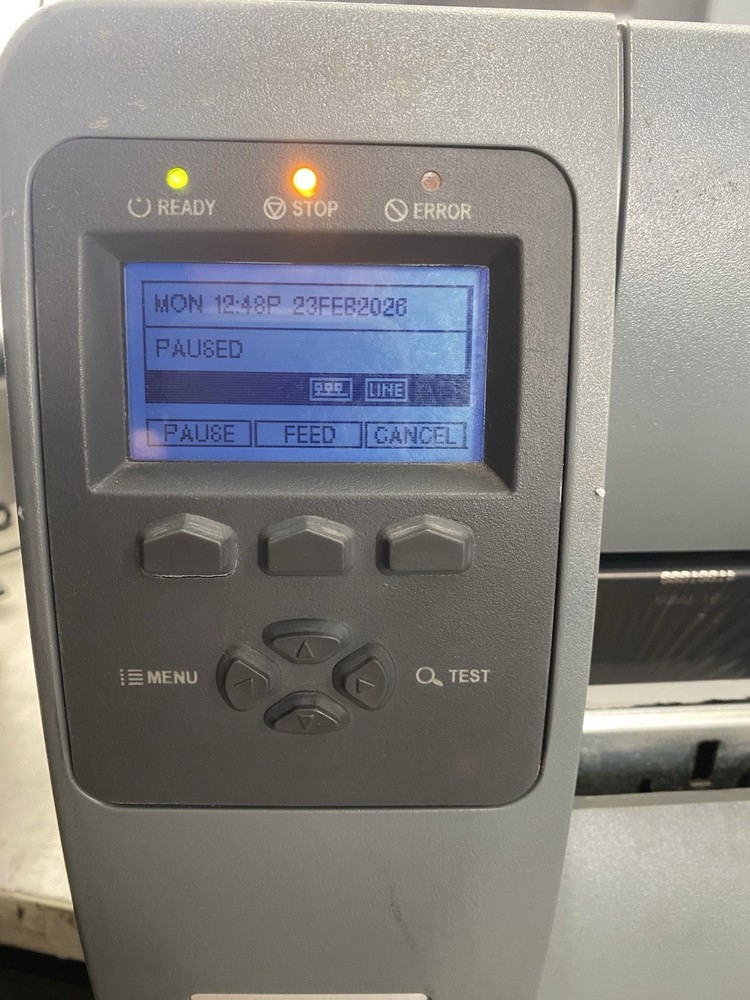 READY STOP ERROR
MON 12:48P 23FEB2026
PAUSED
LINE
PAUSE FEED CANCEL
MENU TEST